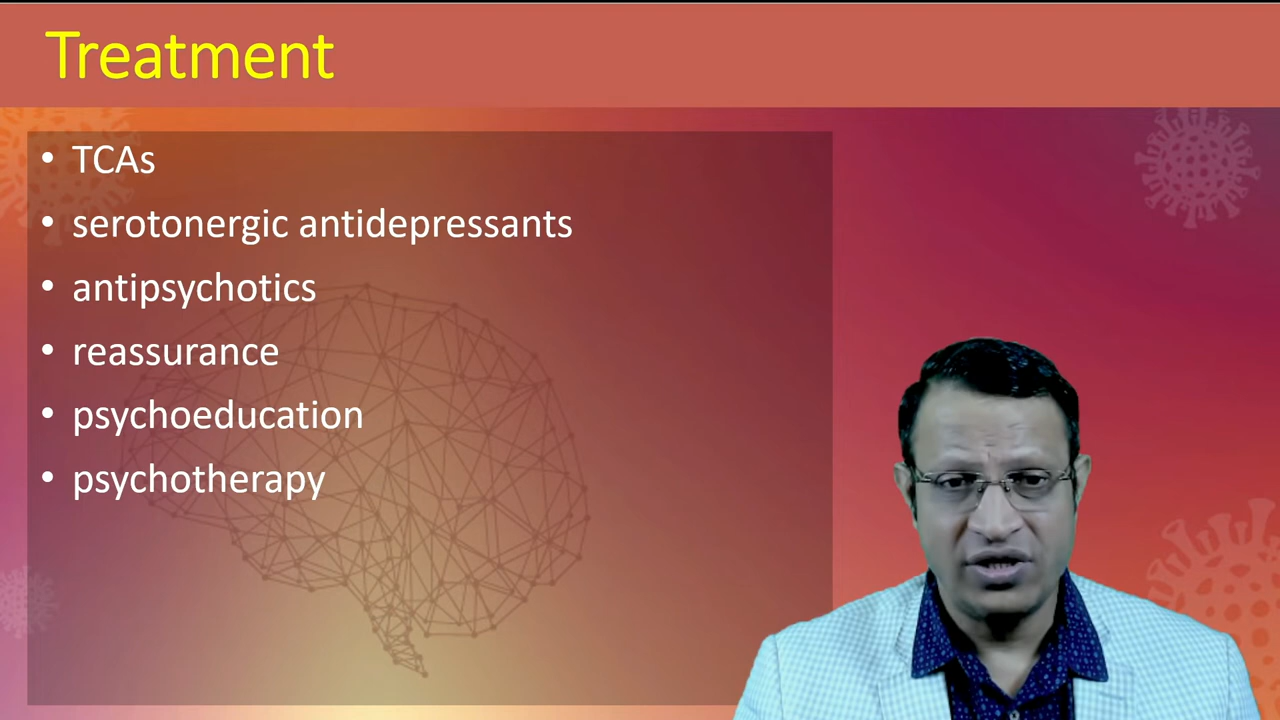 Treatment
• TCAs
• serotonergic antidepressants
• antipsychotics
• reassurance
• psychoeducation
• psychotherapy